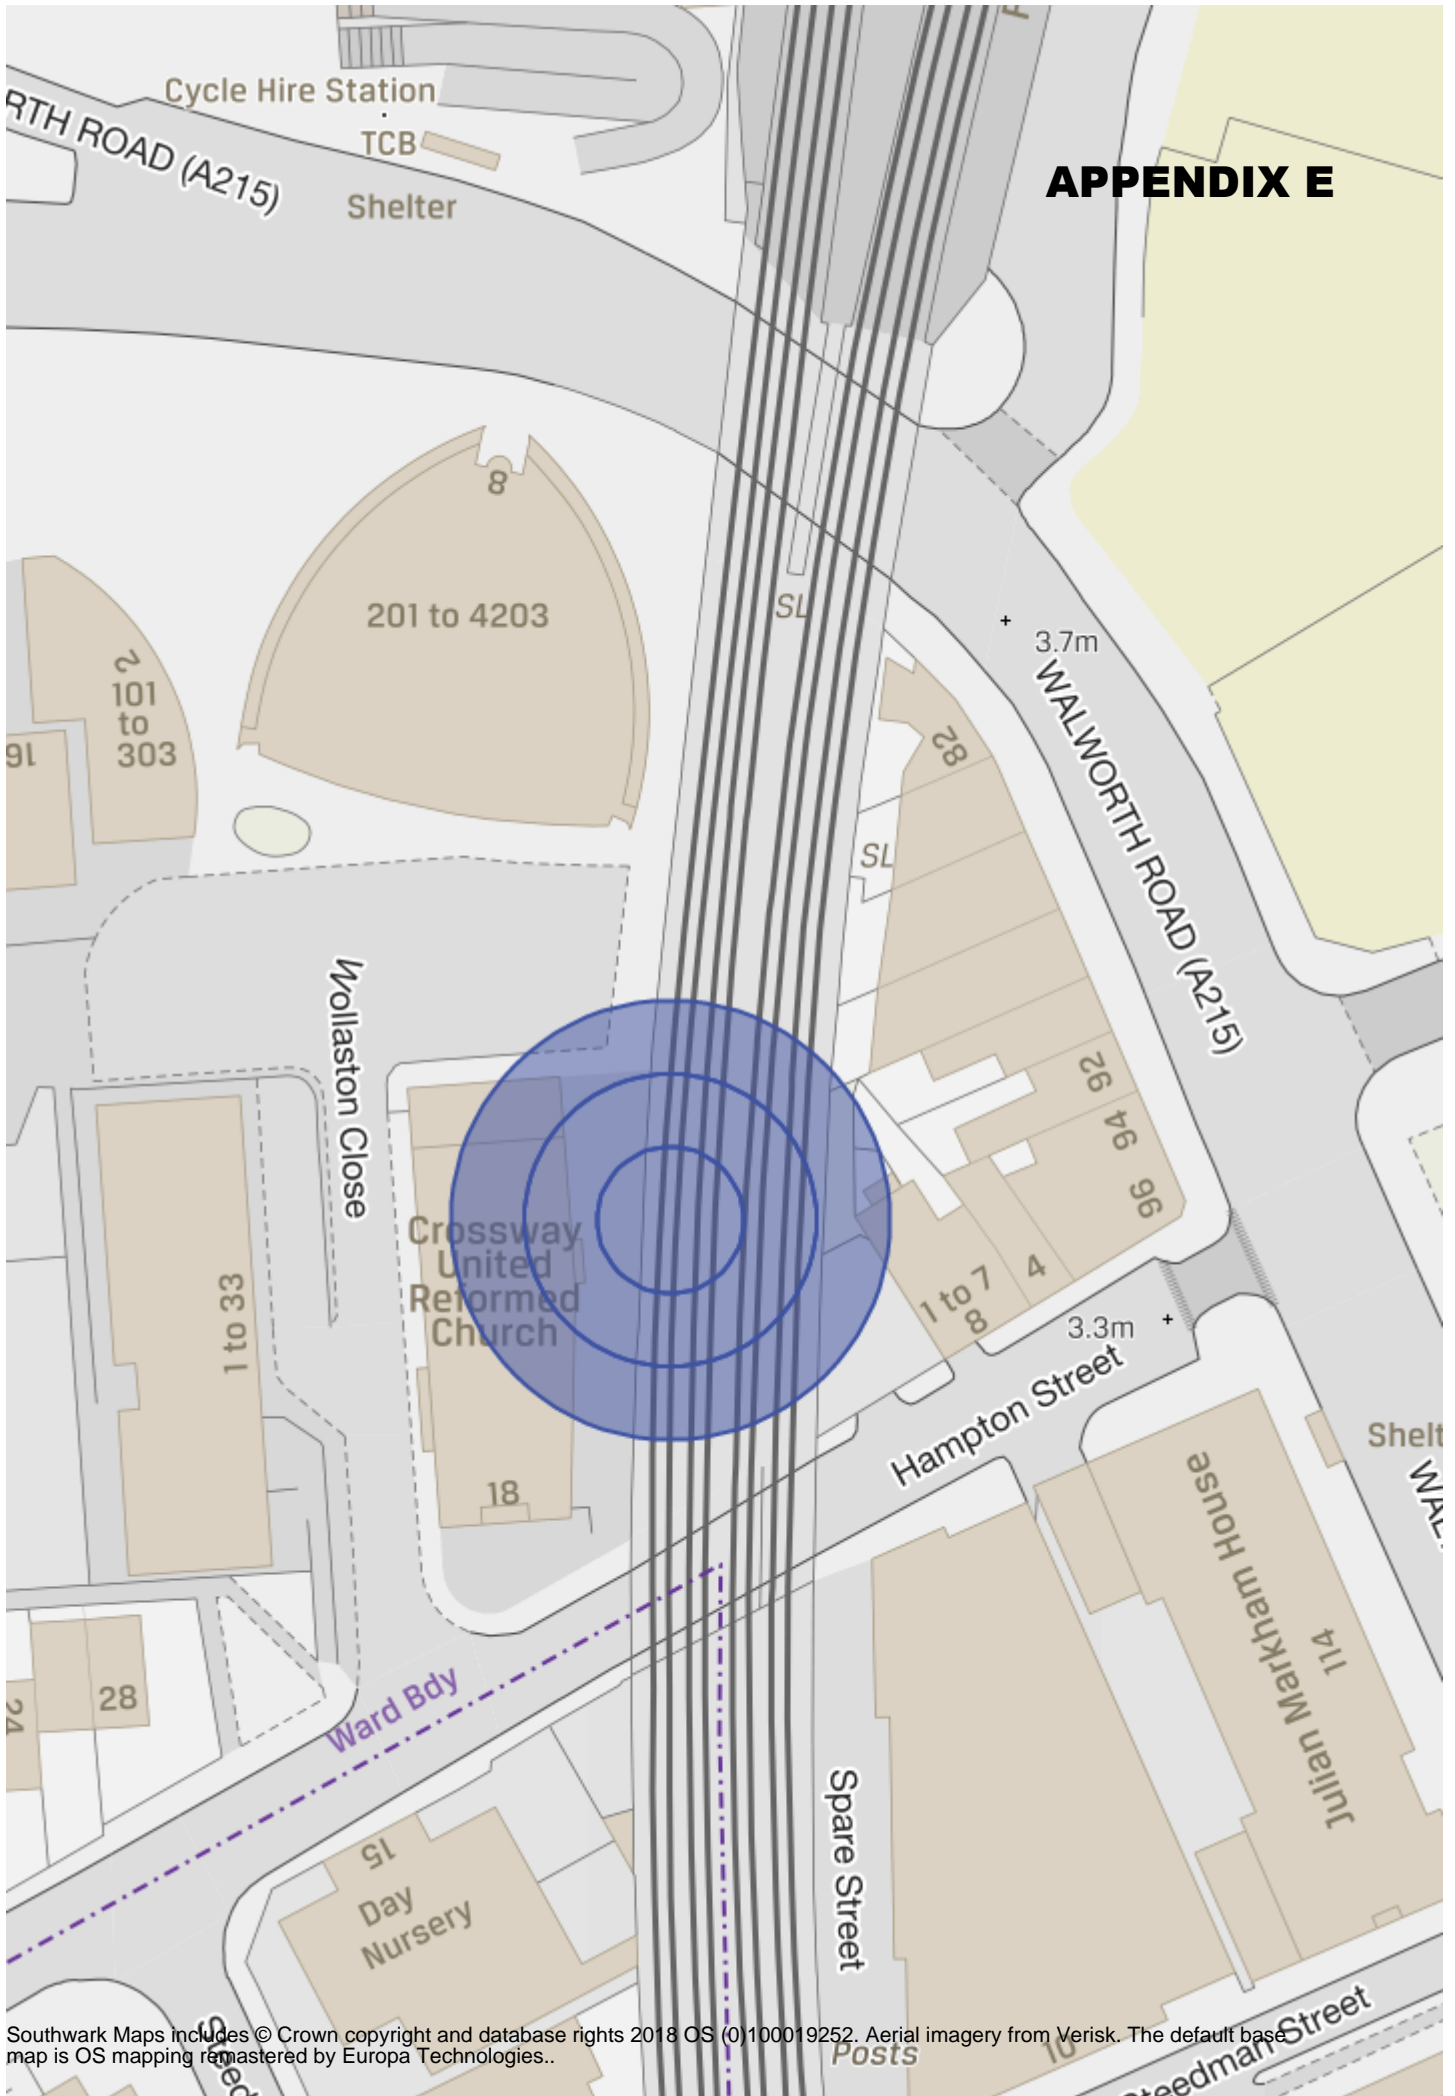 Cycle Hire Station
TCB
RTH ROAD (A215)
Shelter
APPENDIX E
8
201 to 4203
SL
3.7m
2
101
to
303
16
82
WALWORTH ROAD (A215)
SL
Wollaston Close
92
94
96
Crossway
United
Reformed
Church
1 to 33
1 to 7
8
4
3.3m
Hampton Street
18
Shelt
WAL
Julian Markham House
114
28
24
Ward Bdy
Spare Street
15
Day
Nursery
Steed
Southwark Maps includes © Crown copyright and database rights 2018 OS (0)100019252. Aerial imagery from Verisk. The default base
map is OS mapping remastered by Europa Technologies..
Posts
10
Steedman Street